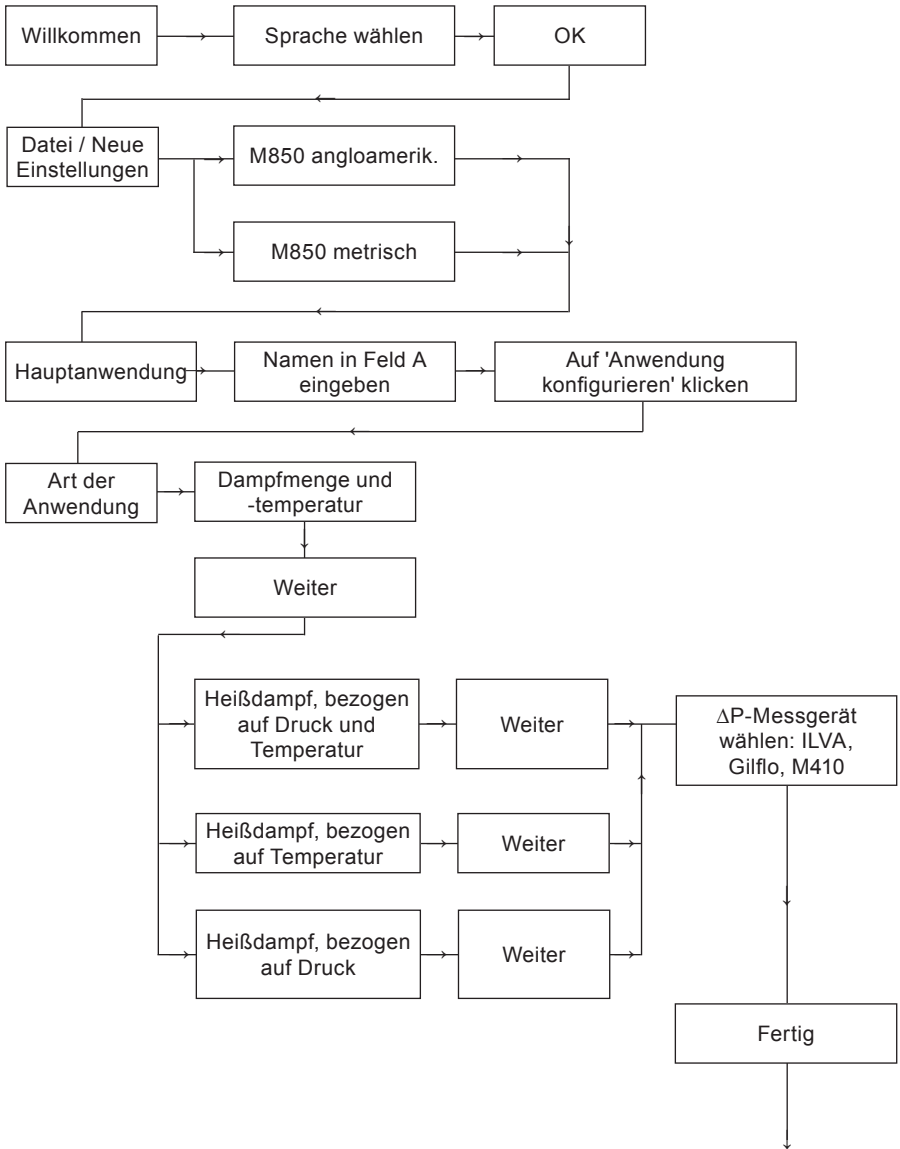 Willkommen
Sprache wählen
OK
Datei / Neue
Einstellungen
M850 angloamerik.
M850 metrisch
Hauptanwendung
Namen in Feld A
eingeben
Auf 'Anwendung
konfigurieren' klicken
Art der
Anwendung
Dampfmenge und
-temperatur
Weiter
Heißdampf, bezogen
auf Druck und
Temperatur
Weiter
ΔP-Messgerät
wählen: ILVA,
Gilflo, M410
Heißdampf, bezogen
auf Temperatur
Weiter
Heißdampf, bezogen
auf Druck
Weiter
Fertig